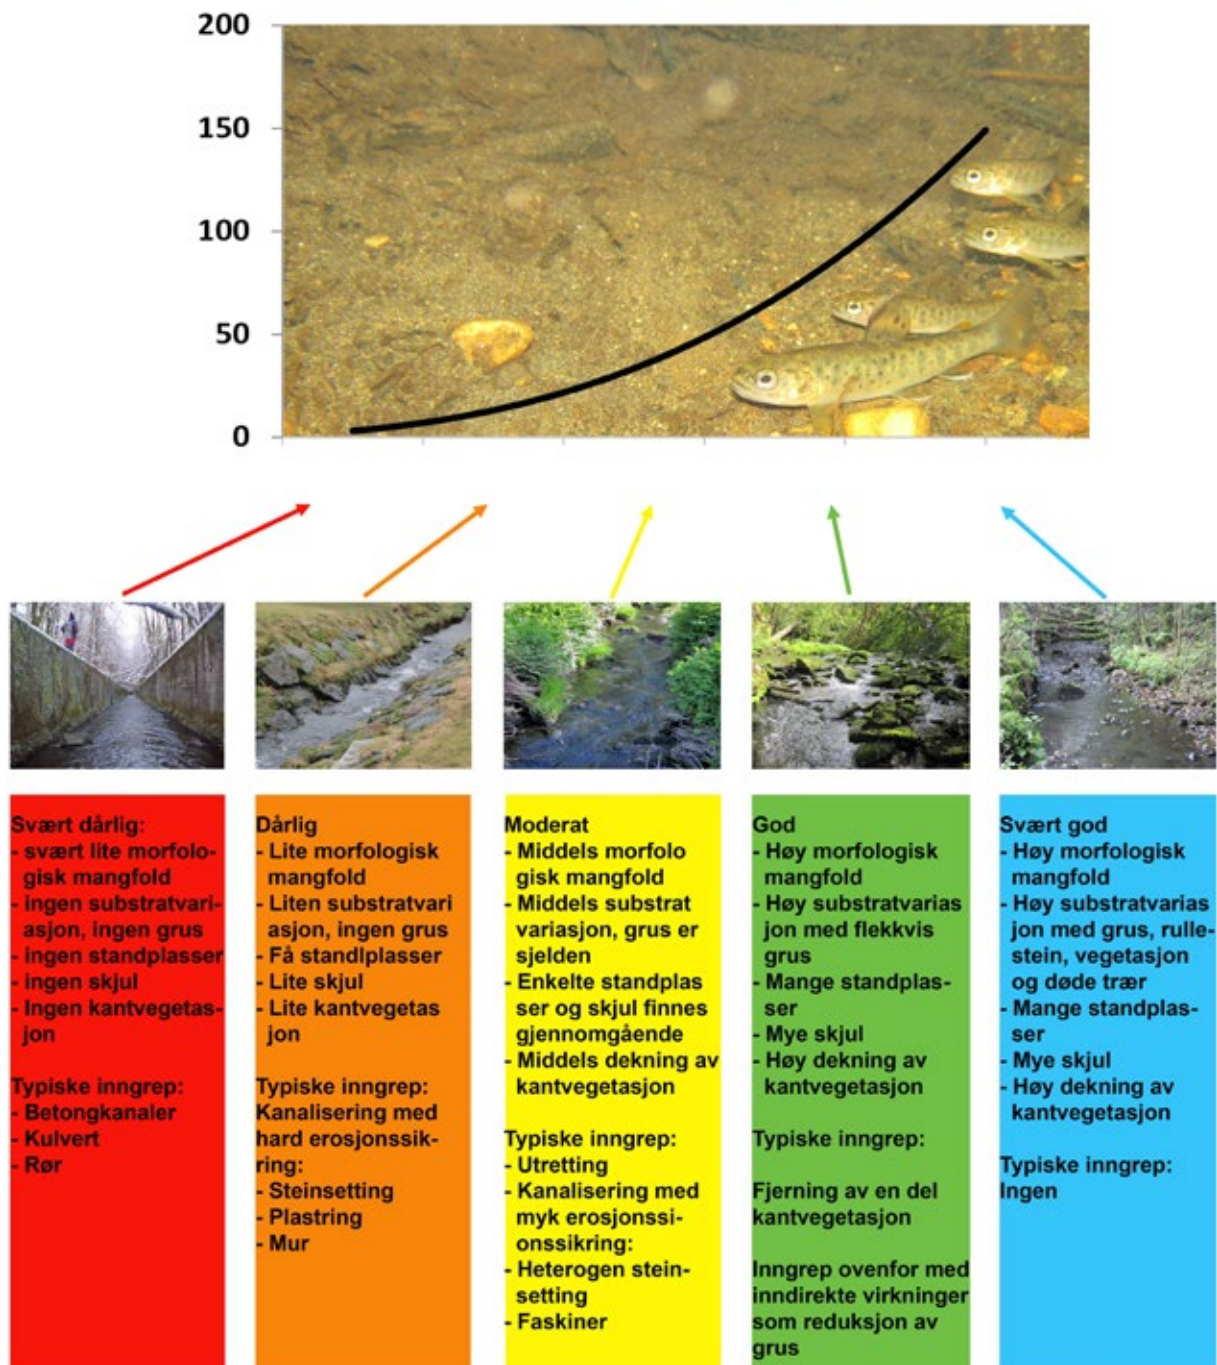 200
150
100
50
0
Svært dårlig:
- svært lite morfolo-
gisk mangfold
- ingen substratvari-
asjon, ingen grus
- ingen standplasser
- ingen skjul
- Ingen kantvegetas-
jon
Typiske inngrep:
- Betongkanaler
- Kulvert
- Rør
Dårlig
- Lite morfologisk
mangfold
- Liten substratvari
asjon, ingen grus
- Få standlplasser
- Lite skjul
- Lite kantvegetas
jon
Typiske inngrep:
Kanalisering med
hard erosjonssik-
ring:
- Steinsetting
- Plastring
- Mur
Moderat
- Middels morfolo
gisk mangfold
- Middels substrat
variasjon, grus er
sjelden
- Enkelte standplas
ser og skjul finnes
gjennomgående
- Middels dekning av
kantvegetasjon
Typiske inngrep:
- Utretting
- Kanalisering med
myk erosjonssi-
onssikring:
- Heterogen stein-
setting
- Faskiner
God
- Høy morfologisk
mangfold
- Høy substratvarias
jon med flekkvis
grus
- Mange standplas-
ser
- Mye skjul
- Høy dekning av
kantvegetasjon
Typiske inngrep:
Fjerning av en del
kantvegetasjon
Inngrep ovenfor med
inndirekte virkninger
som reduksjon av
grus
Svært god
- Høy morfologisk
mangfold
- Høy substratvarias
jon med grus, rulle-
stein, vegetasjon
og døde trær
- Mange standplas-
ser
- Mye skjul
- Høy dekning av
kantvegetasjon
Typiske inngrep:
Ingen